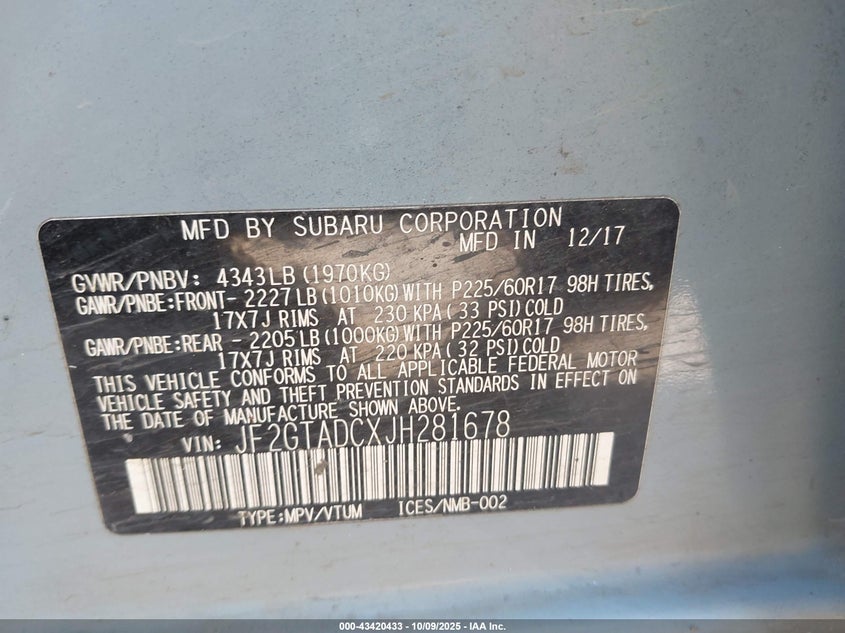 MFD BY SUBARU CORPORATION
MFD IN 12/17
GVWR/PNBV: 4343LB (1970KG)
GAWR/PNBE:FRONT- 2227LB(1010KG)WITH P225/60R17 98H TIRES,
17X7J RIMS AT 230 KPA(33 PSI)COLD
GAWR/PNBE:REAR - 2205LB(1000KG)WITH P225/60R17 98H TIRES,
17X7J RIMS AT 220 KPA(32 PSI)COLD
THIS VEHICLE CONFORMS TO ALL APPLICABLE FEDERAL MOTOR
VEHICLE SAFETY AND THEFT PREVENTION STANDARDS IN EFFECT ON
THE DATE OF MANUFACTURE SHOWN ABOVE.
VIN: JF2GTADCXJH281678
TYPE:MPV/VTUM ICES/NMB-002
000-43420433 - 10/09/2025 - IAA Inc.